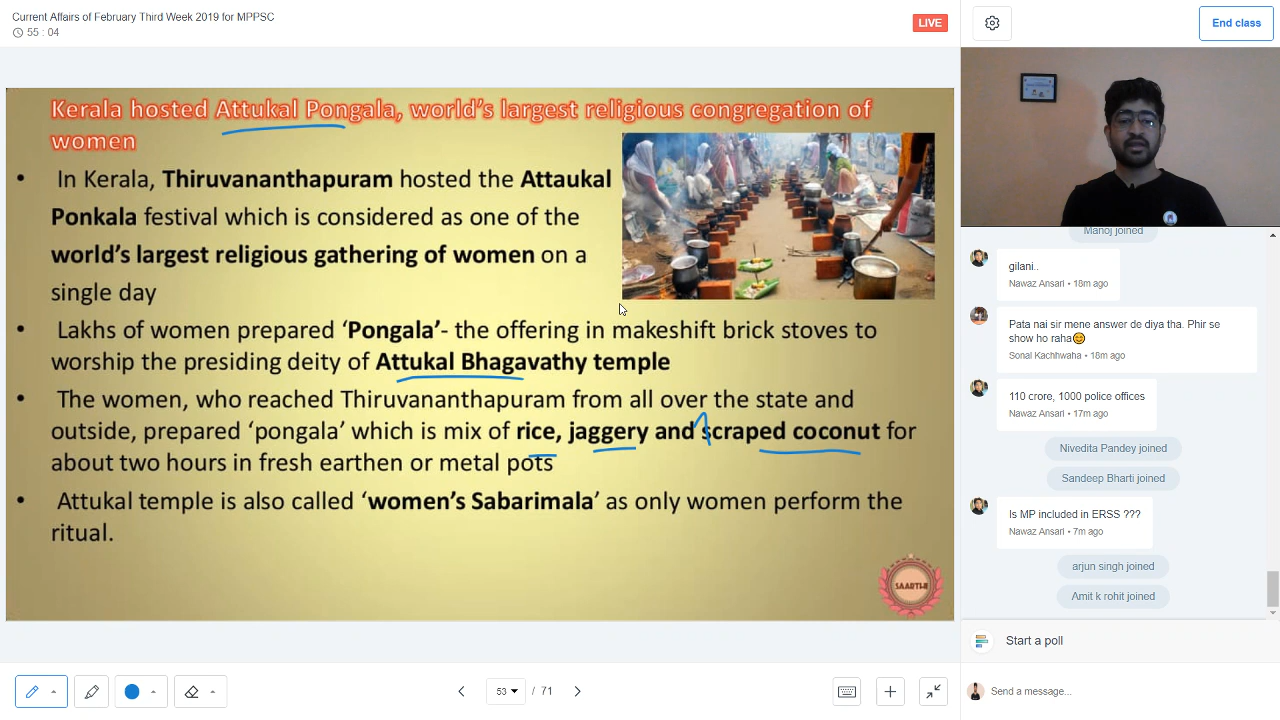 Current Affairs of February Third Week 2019 for MPPSC
55 : 04
LIVE
End class
Kerala hosted Attukal Pongala, world's largest religious congregation of
women
• In Kerala, Thiruvananthapuram hosted the Attaukal
Ponkala festival which is considered as one of the
world's largest religious gathering of women on a
single day
• Lakhs of women prepared 'Pongala'- the offering in makeshift brick stoves to
worship the presiding deity of Attukal Bhagavathy temple
• The women, who reached Thiruvananthapuram from all over the state and
outside, prepared 'pongala' which is mix of rice, jaggery and scraped coconut for
about two hours in fresh earthen or metal pots
• Attukal temple is also called 'women's Sabarimala' as only women perform the
ritual.
SAARTHI
Manoj joined
gilani..
Nawaz Ansari • 18m ago
Pata nai sir mene answer de diya tha. Phir se
show ho raha😊
Sonal Kachhwaha • 18m ago
110 crore, 1000 police offices
Nawaz Ansari • 17m ago
Nivedita Pandey joined
Sandeep Bharti joined
Is MP included in ERSS ???
Nawaz Ansari • 7m ago
arjun singh joined
Amit k rohit joined
Start a poll
Send a message...
53 / 71